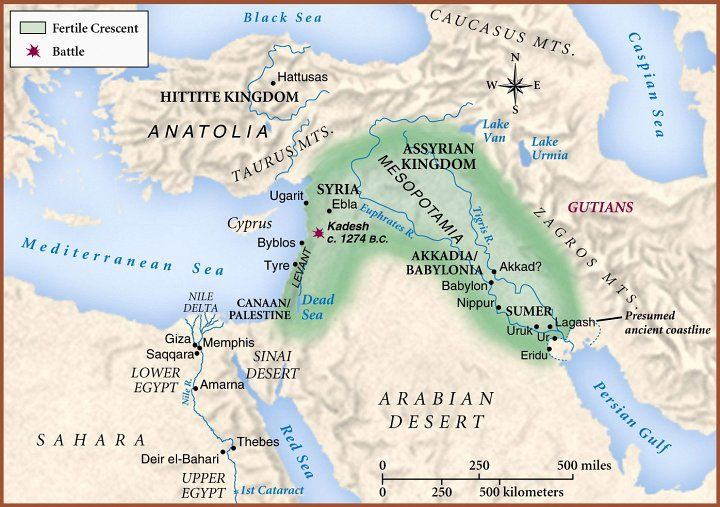 Fertile Crescent
Battle
Black Sea
CAUCASUS MTS.
Caspian Sea
N
W E
S
Hattusas
HITTITE KINGDOM
ANATOLIA
TAURUS MTS.
Lake
Van
Lake
Urmia
ASSYRIAN
KINGDOM
MESOPOTAMIA
SYRIA
Ugarit
Ebla
Euphrates R.
Tigris R.
ZAGROS MTS.
GUTIANS
Cyprus
Kadesh
c. 1274 B.C.
Mediterranean Sea
Byblos
Tyre
LEVANT
AKKADIA/
BABYLONIA
Akkad?
Babylon
Nippur
SUMER
Lagash
Uruk
Ur
Eridu
Presumed
ancient coastline
NILE
DELTA
CANAAN/
PALESTINE
Dead
Sea
Giza
Memphis
Saqqara
SINAI
DESERT
LOWER
EGYPT
Nile R.
Amarna
ARABIAN
DESERT
Persian Gulf
SAHARA
Red Sea
Thebes
Deir el-Bahari
UPPER
EGYPT
1st Cataract
0 250 500 miles
0 250 500 kilometers